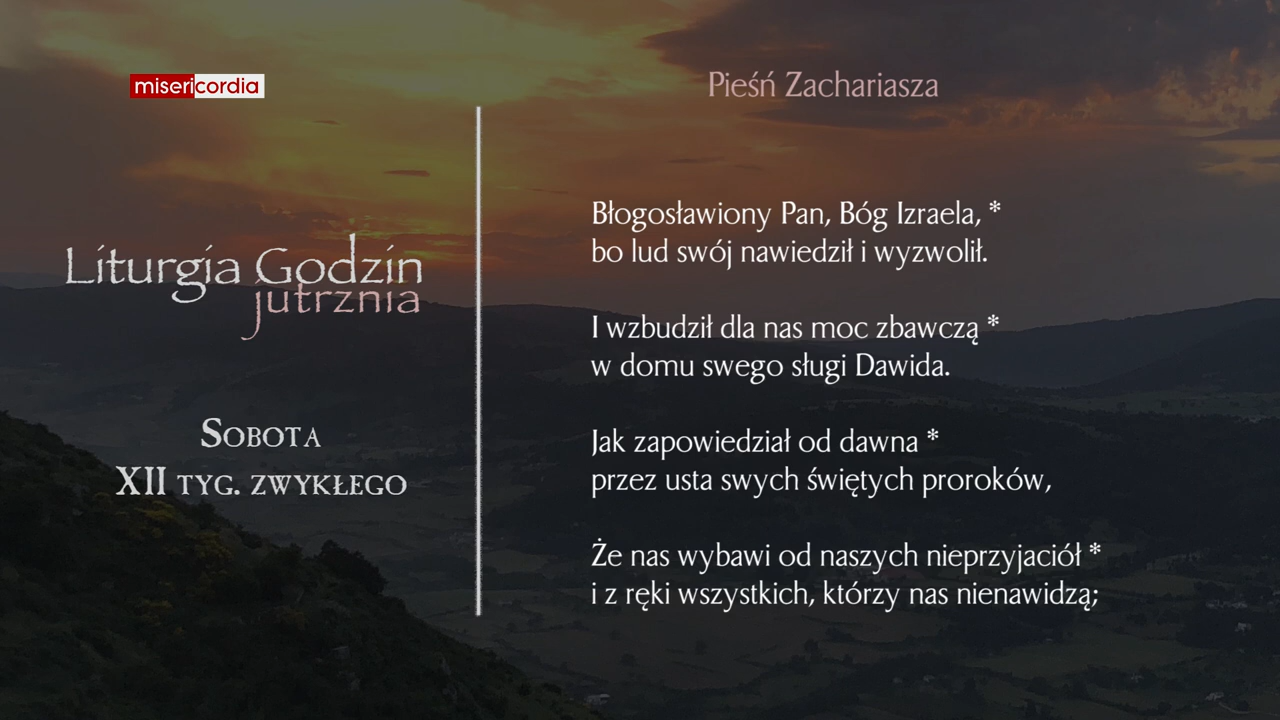 misericordia
Liturgia Godzin
jutrznia
Sobota
XII tyg. zwykłego
Pieśń Zachariasza
Błogosławiony Pan, Bóg Izraela, *
bo lud swój nawiedził i wyzwolił.
I wzbudził dla nas moc zbawczą *
w domu swego sługi Dawida.
Jak zapowiedział od dawna *
przez usta swych świętych proroków,
Że nas wybawi od naszych nieprzyjaciół *
i z ręki wszystkich, którzy nas nienawidzą;